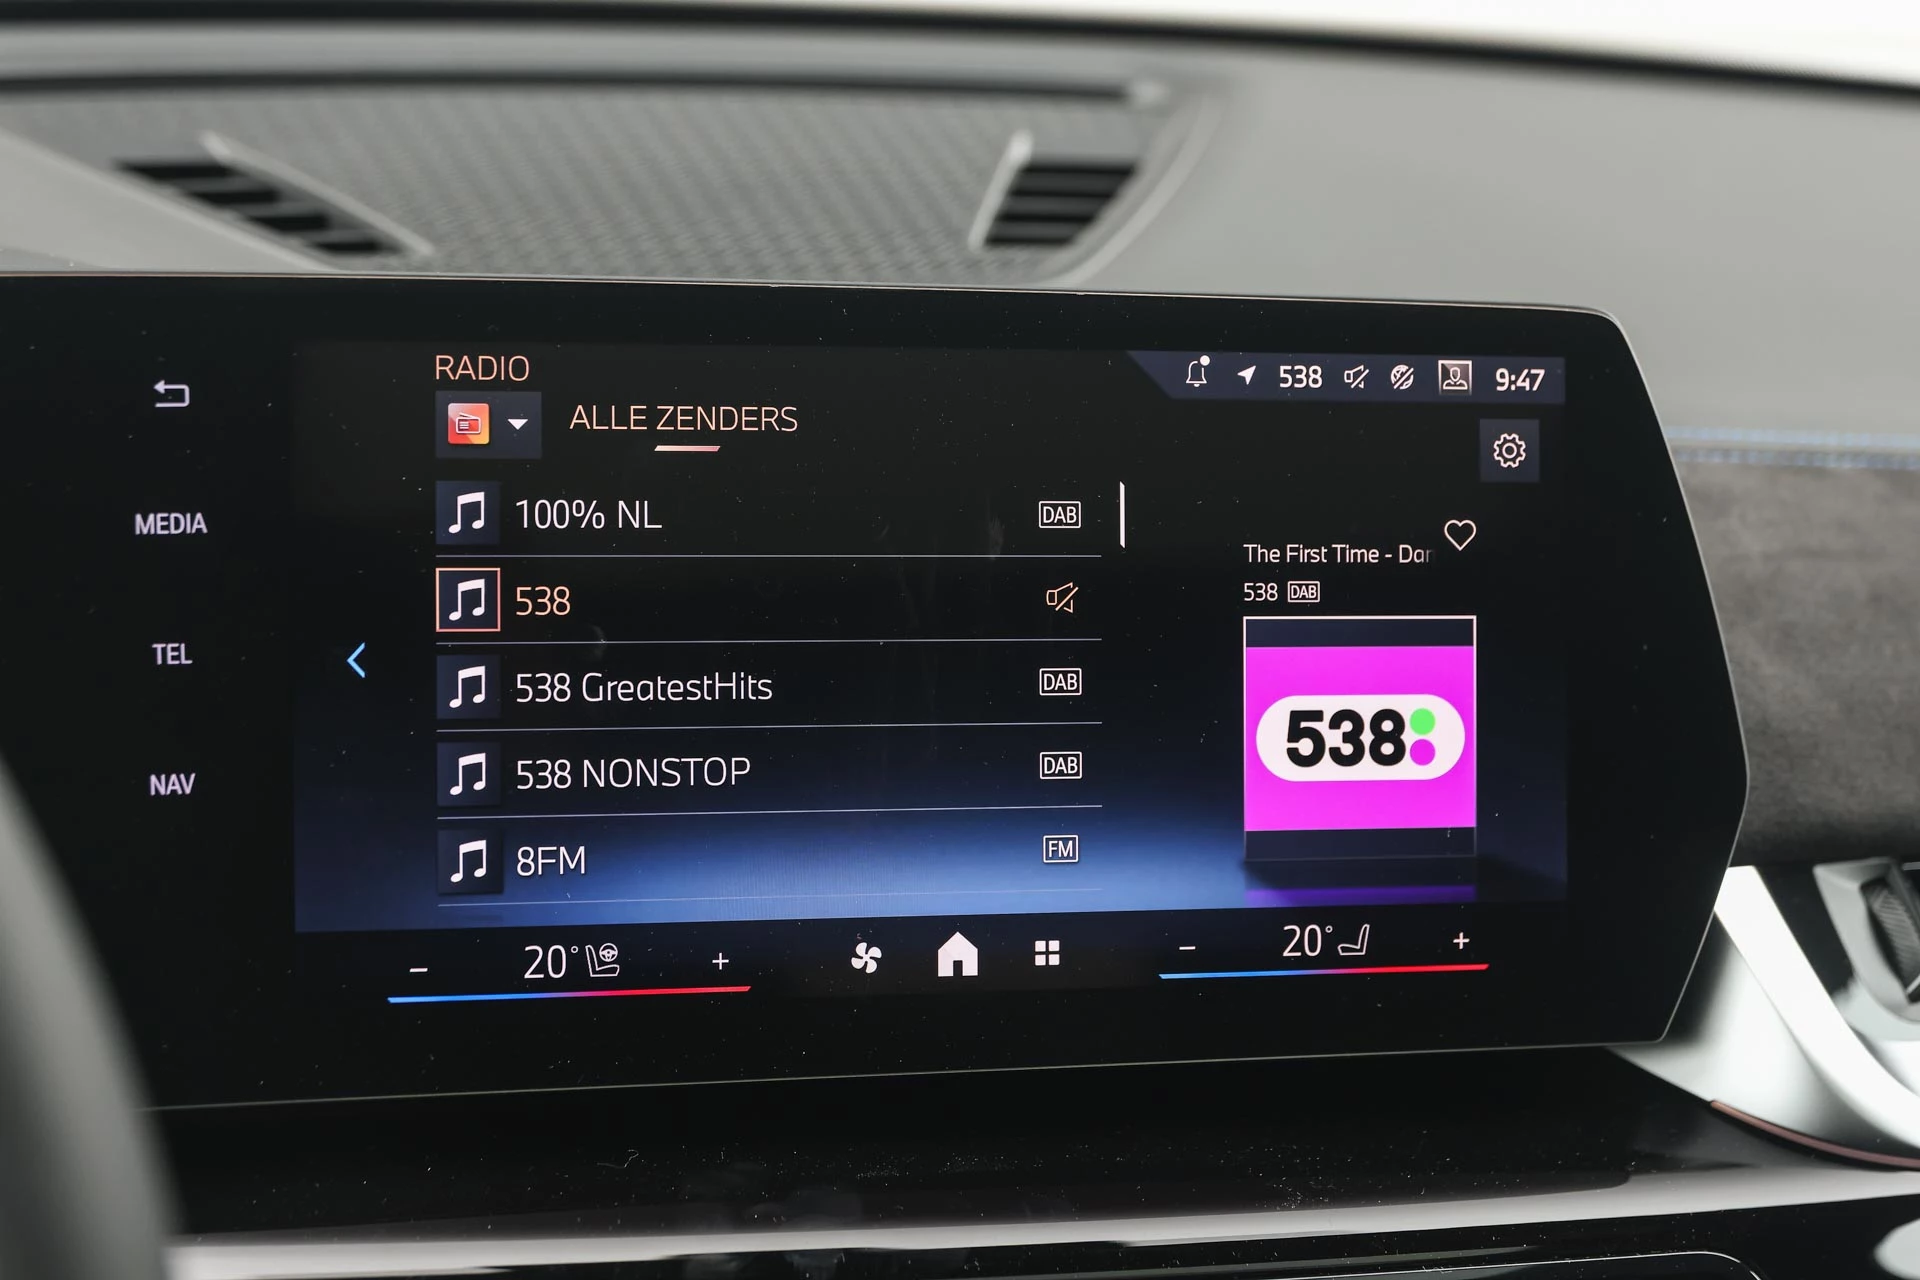 RADIO
538 9:47
ALLE ZENDERS
MEDIA
TEL
NAV
100% NL DAB
538
538 GreatestHits DAB
538 NONSTOP DAB
8FM FM
The First Time - Dar
538 DAB
538
20°
20°